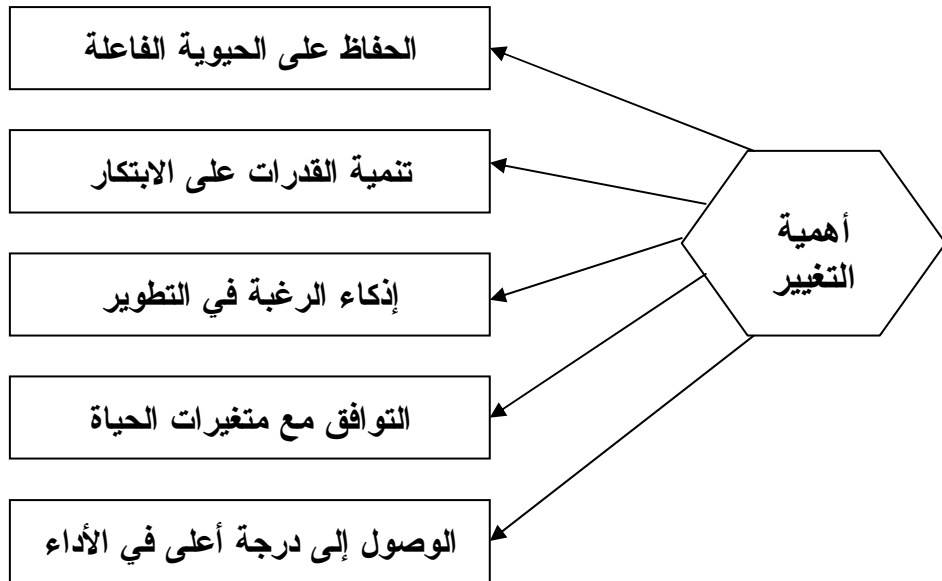 أهمية
التغيير
الحفاظ على الحيوية الفاعلة
تنمية القدرات على الابتكار
إذكاء الرغبة في التطوير
التوافق مع متغيرات الحياة
الوصول إلى درجة أعلى في الأداء